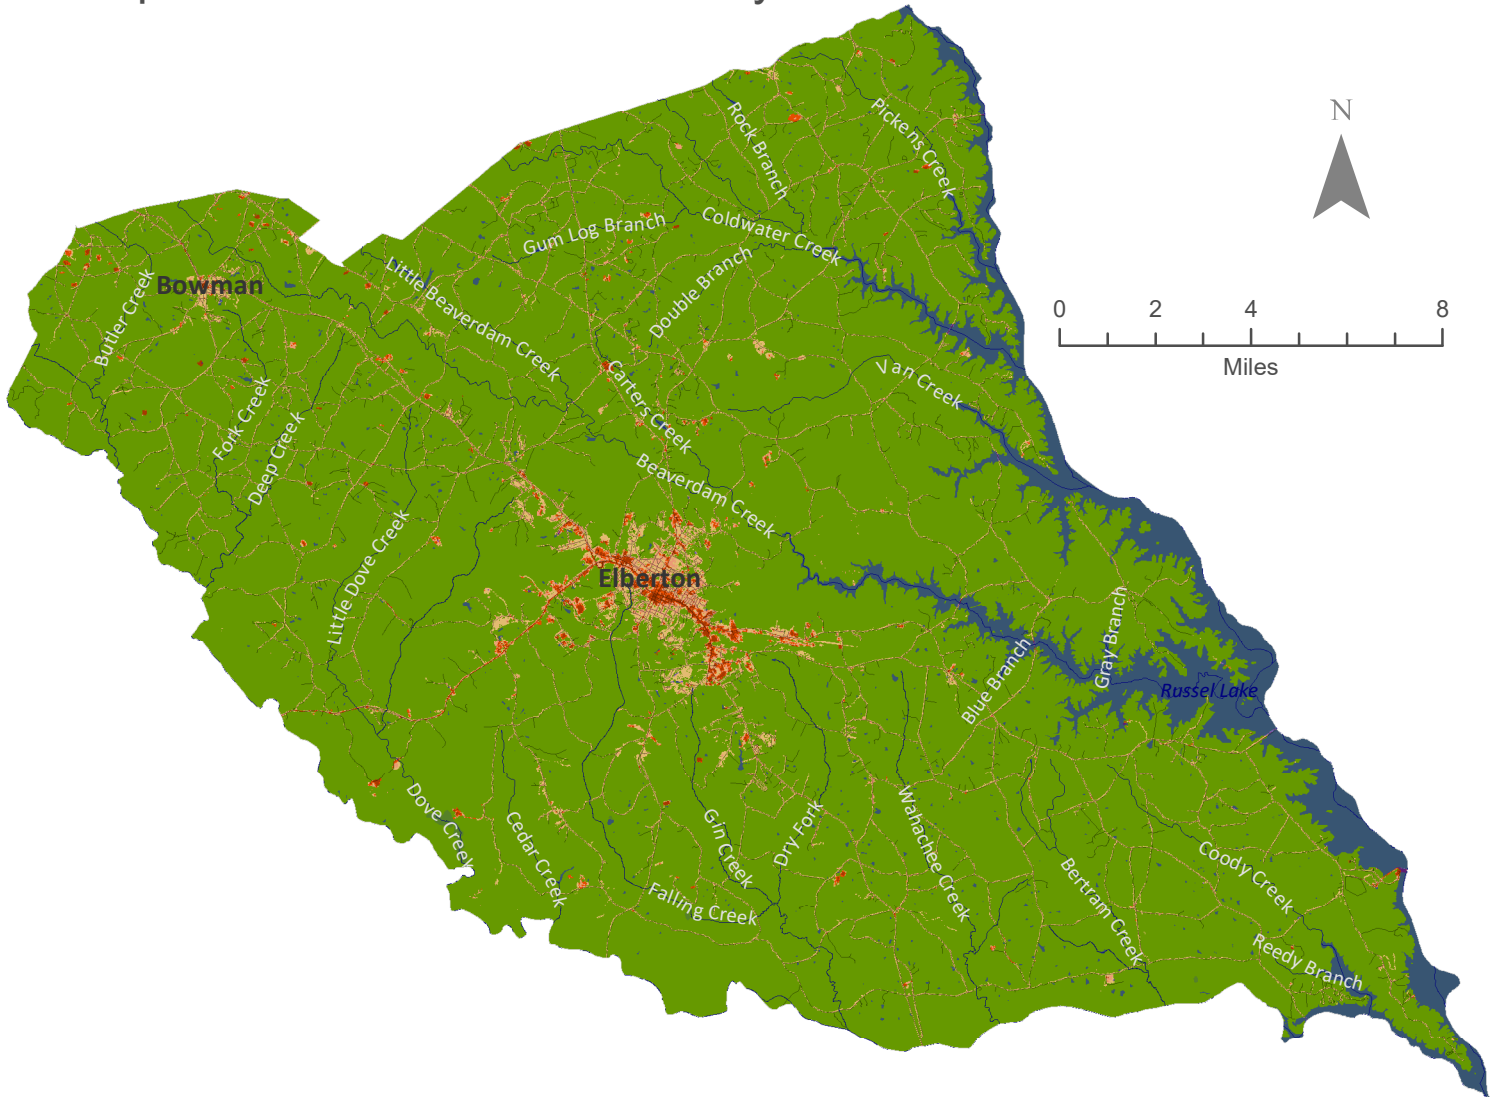 N
Pickens Creek
Rock Branch
Coldwater Creek
Gum Log Branch
Double Branch
Little Beaverdam Creek
Bowman
Butler Creek
0 2 4 8
Miles
Van Creek
Carters Creek
Fork Creek
Deep Creek
Beaverdam Creek
Little Dove Creek
Elberton
Gray Branch
Blue Branch
Russel Lake
Dove Creek
Cedar Creek
Gin Creek
Dry Fork
Falling Creek
Wahachee Creek
Bertram Creek
Coody Creek
Reedy Branch